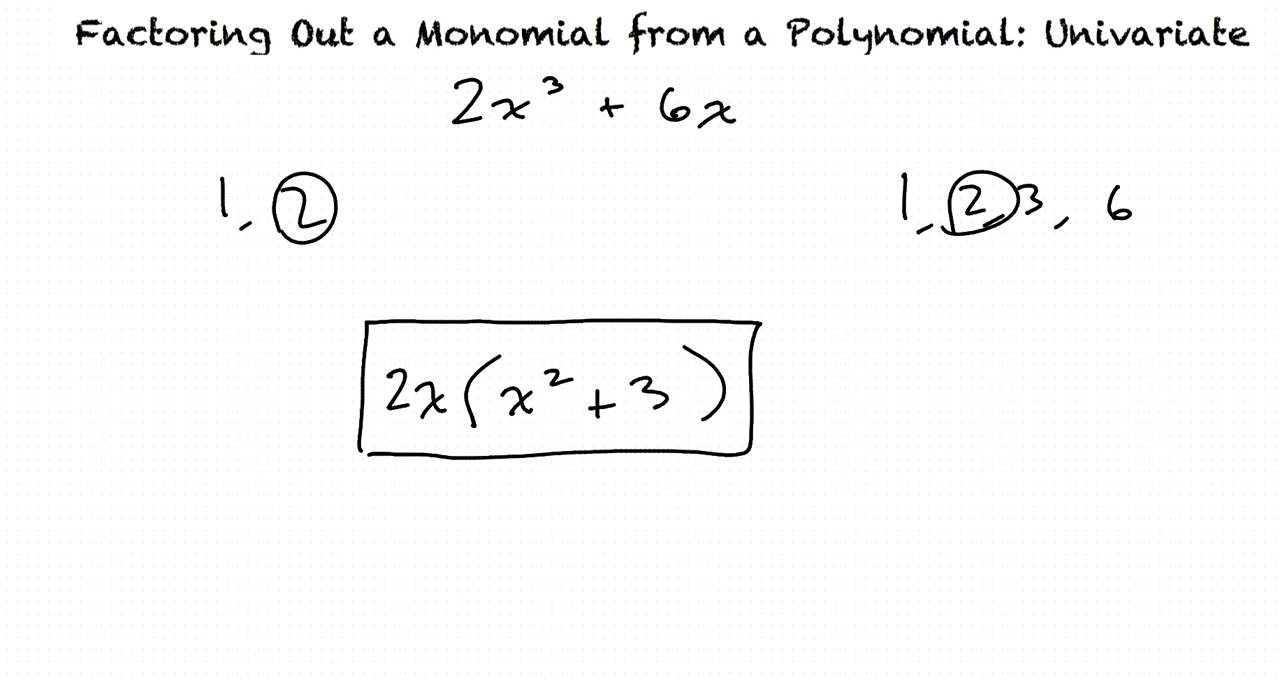 Factoring Out a Monomial from a Polynomial: Univariate
2x³ + 6x
1, 2 1, 2, 3, 6
2x(x² + 3)